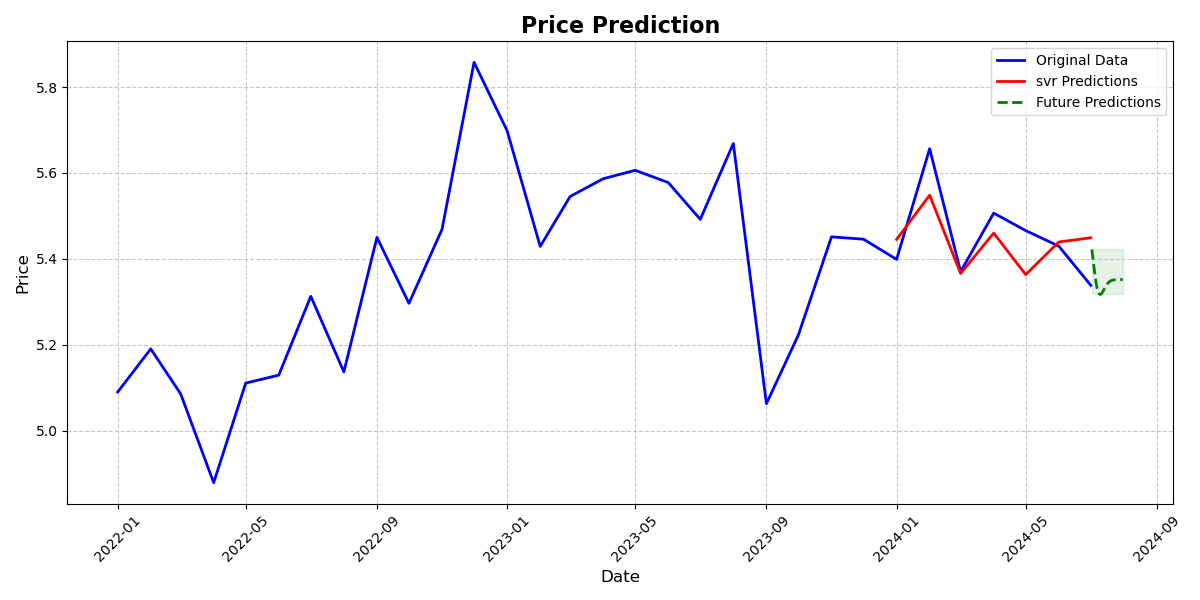 Price Prediction
Original Data
svr Predictions
Future Predictions
Price
5.8
5.6
5.4
5.2
5.0
2022-01
2022-05
2022-09
2023-01
2023-05
2023-09
2024-01
2024-05
2024-09
Date